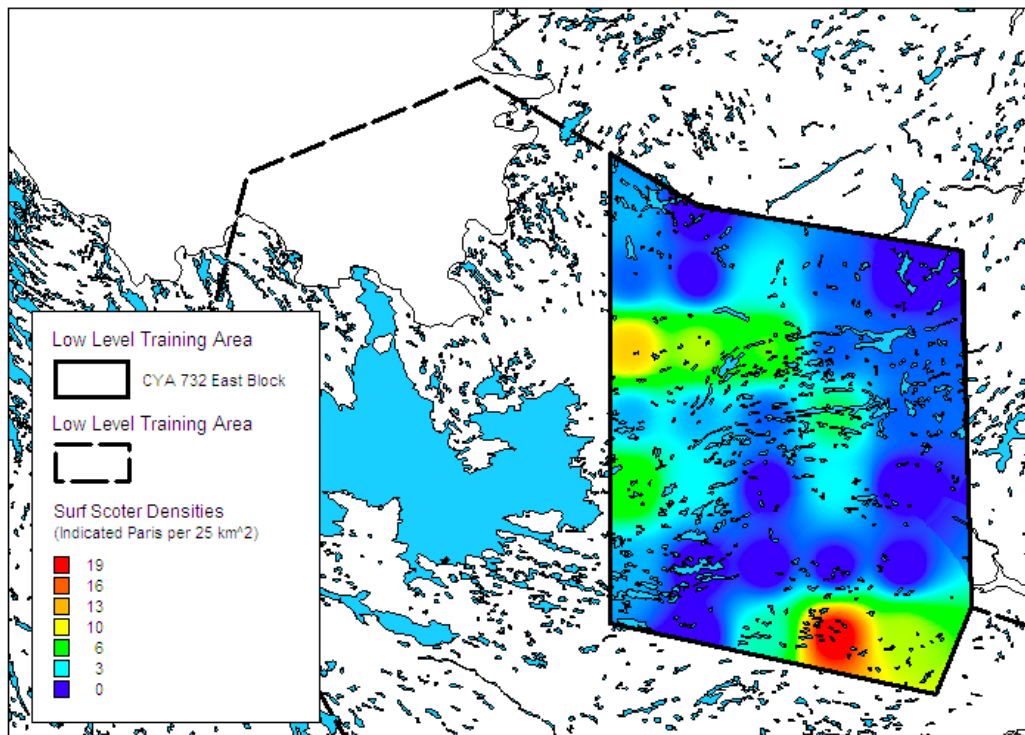 Low Level Training Area
CYA 732 East Block
Low Level Training Area
Surf Scoter Densities
(Indicated Paris per 25 km^2)
19
16
13
10
6
3
0